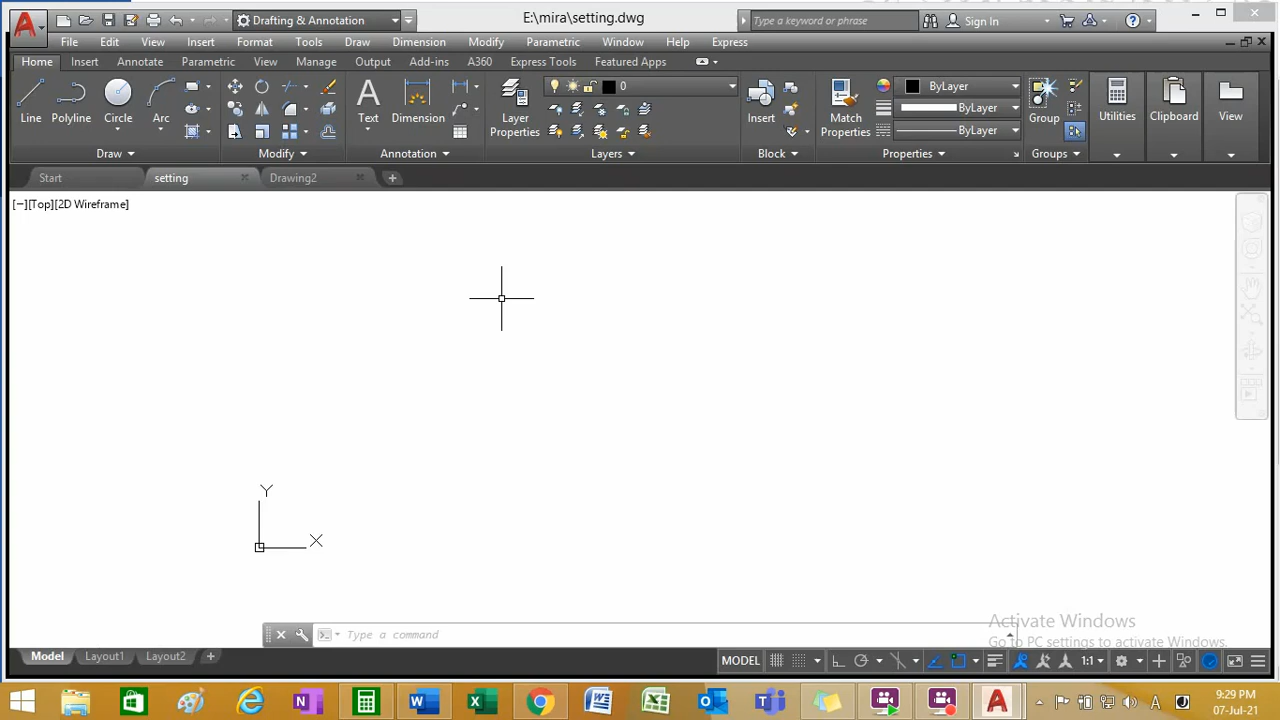 Drafting & Annotation
E:\mira\setting.dwg
Type a keyword or phrase
Sign In
File Edit View Insert Format Tools Draw Dimension Modify Parametric Window Help Express
Home Insert Annotate Parametric View Manage Output Add-ins A360 Express Tools Featured Apps
0
ByLayer
ByLayer
ByLayer
Line Polyline Circle Arc Text Dimension Layer Properties Insert Match Properties Group Utilities Clipboard View
Draw Modify Annotation Layers Block Properties Groups
Start setting Drawing2
[−][Top][2D Wireframe]
Y
X
Type a command
Activate Windows
Go to PC settings to activate Windows.
Model Layout1 Layout2
MODEL 1:1
9:29 PM
07-Jul-21